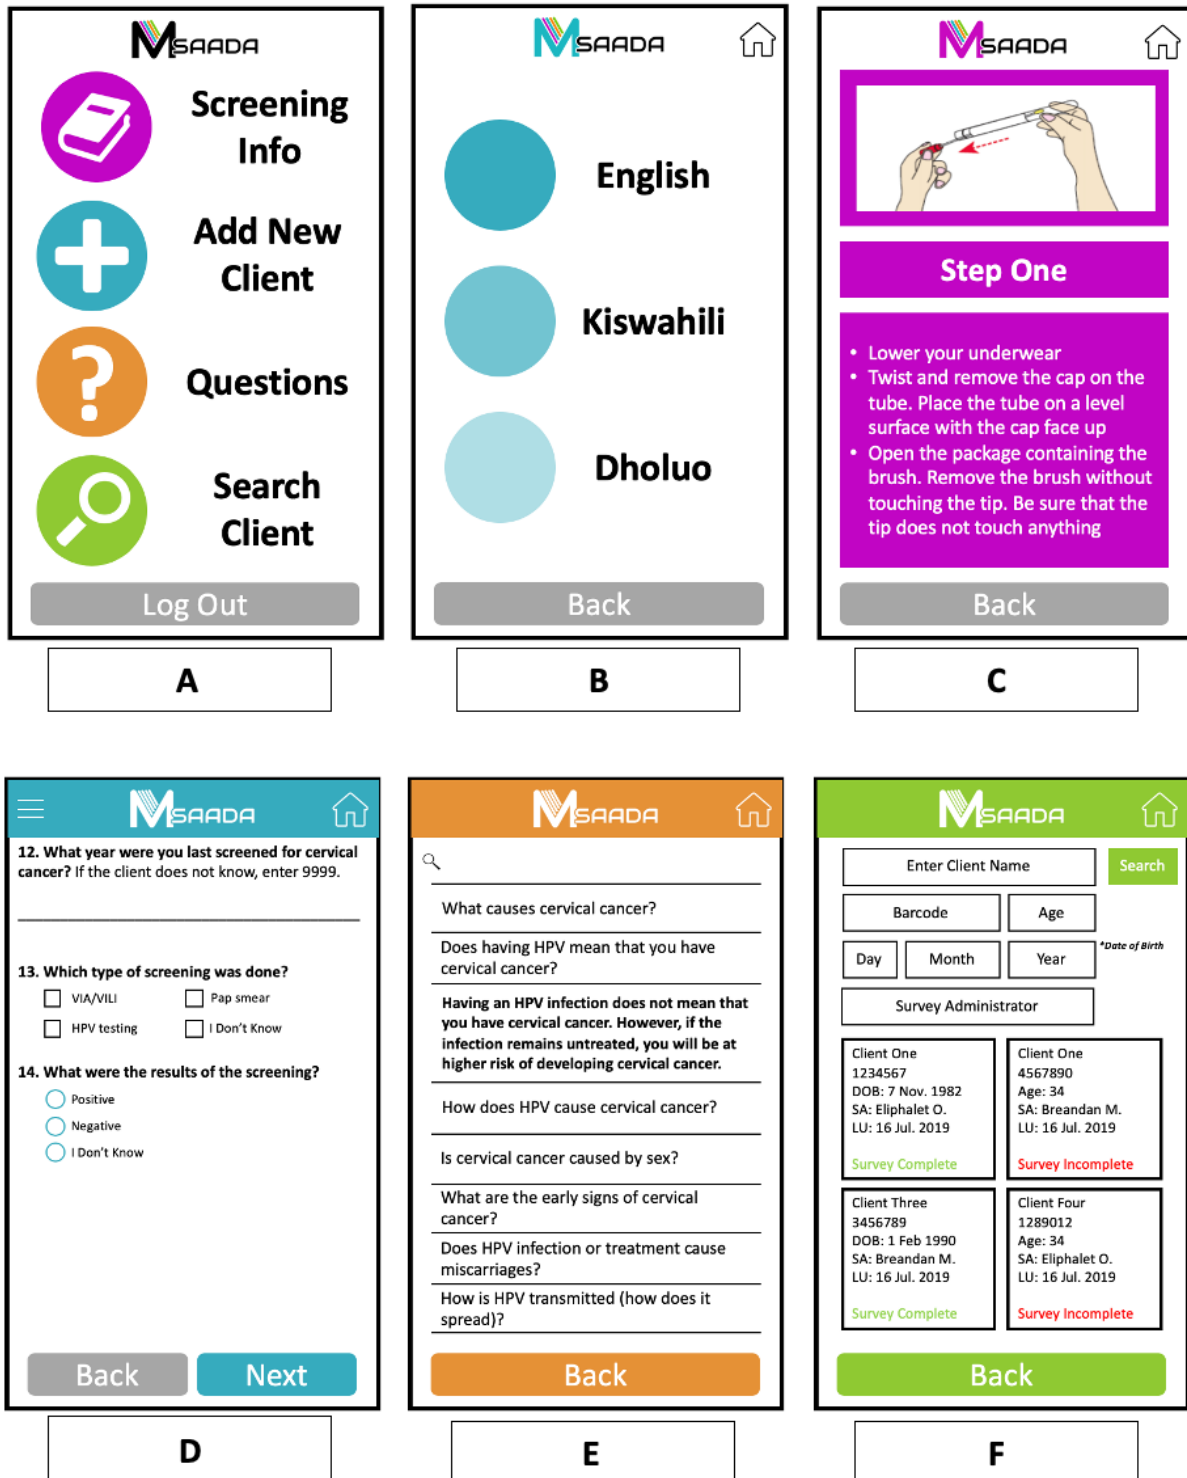 MSAADA
Screening
Info
Add New
Client
Questions
Search
Client
Log Out
A
MSAADA
English
Kiswahili
Dholuo
Back
B
MSAADA
Step One
• Lower your underwear
• Twist and remove the cap on the
tube. Place the tube on a level
surface with the cap face up
• Open the package containing the
brush. Remove the brush without
touching the tip. Be sure that the
tip does not touch anything
Back
C
MSAADA
12. What year were you last screened for cervical
cancer? If the client does not know, enter 9999.
13. Which type of screening was done?
VIA/VILI Pap smear
HPV testing I Don't Know
14. What were the results of the screening?
Positive
Negative
I Don't Know
Back Next
D
MSAADA
What causes cervical cancer?
Does having HPV mean that you have
cervical cancer?
Having an HPV infection does not mean that
you have cervical cancer. However, if the
infection remains untreated, you will be at
higher risk of developing cervical cancer.
How does HPV cause cervical cancer?
Is cervical cancer caused by sex?
What are the early signs of cervical
cancer?
Does HPV infection or treatment cause
miscarriages?
How is HPV transmitted (how does it
spread)?
Back
E
MSAADA
Enter Client Name Search
Barcode Age
Day Month Year *Date of Birth
Survey Administrator
Client One
1234567
DOB: 7 Nov. 1982
SA: Eliphalet O.
LU: 16 Jul. 2019
Survey Complete
Client One
4567890
Age: 34
SA: Breandan M.
LU: 16 Jul. 2019
Survey Incomplete
Client Three
3456789
DOB: 1 Feb 1990
SA: Breandan M.
LU: 16 Jul. 2019
Survey Complete
Client Four
1289012
Age: 34
SA: Eliphalet O.
LU: 16 Jul. 2019
Survey Incomplete
Back
F